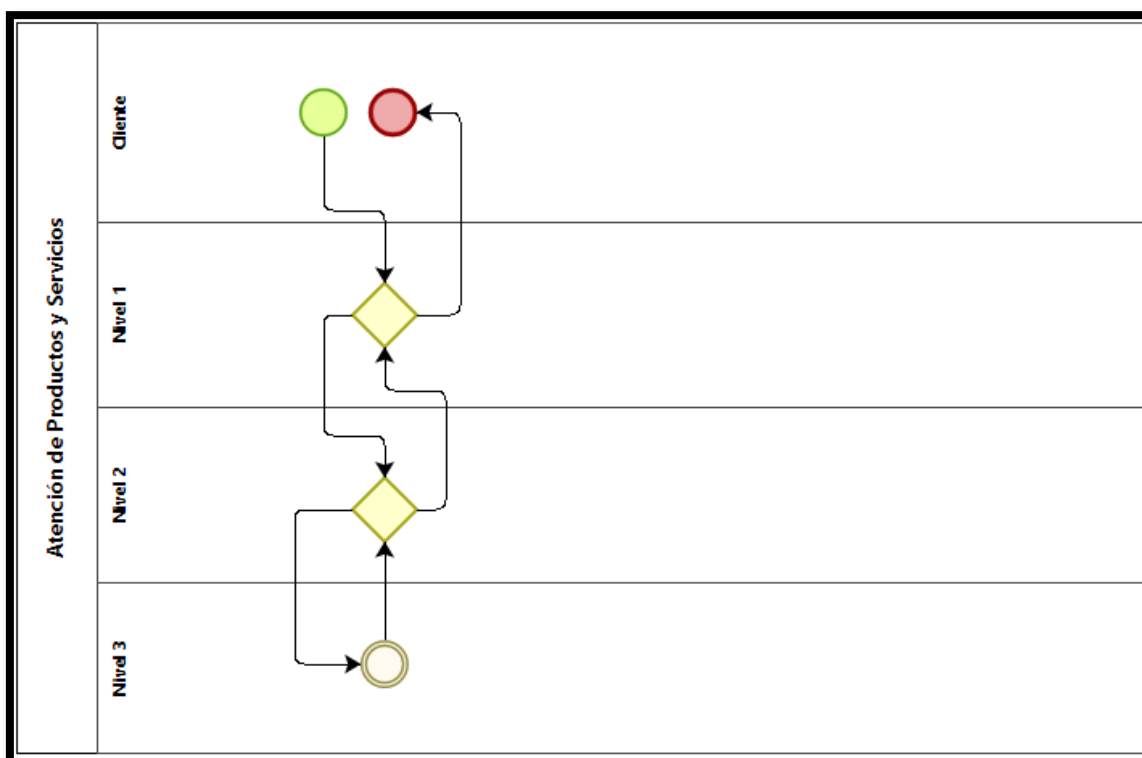 Atención de Productos y Servicios
Cliente
Nivel 1
Nivel 2
Nivel 3